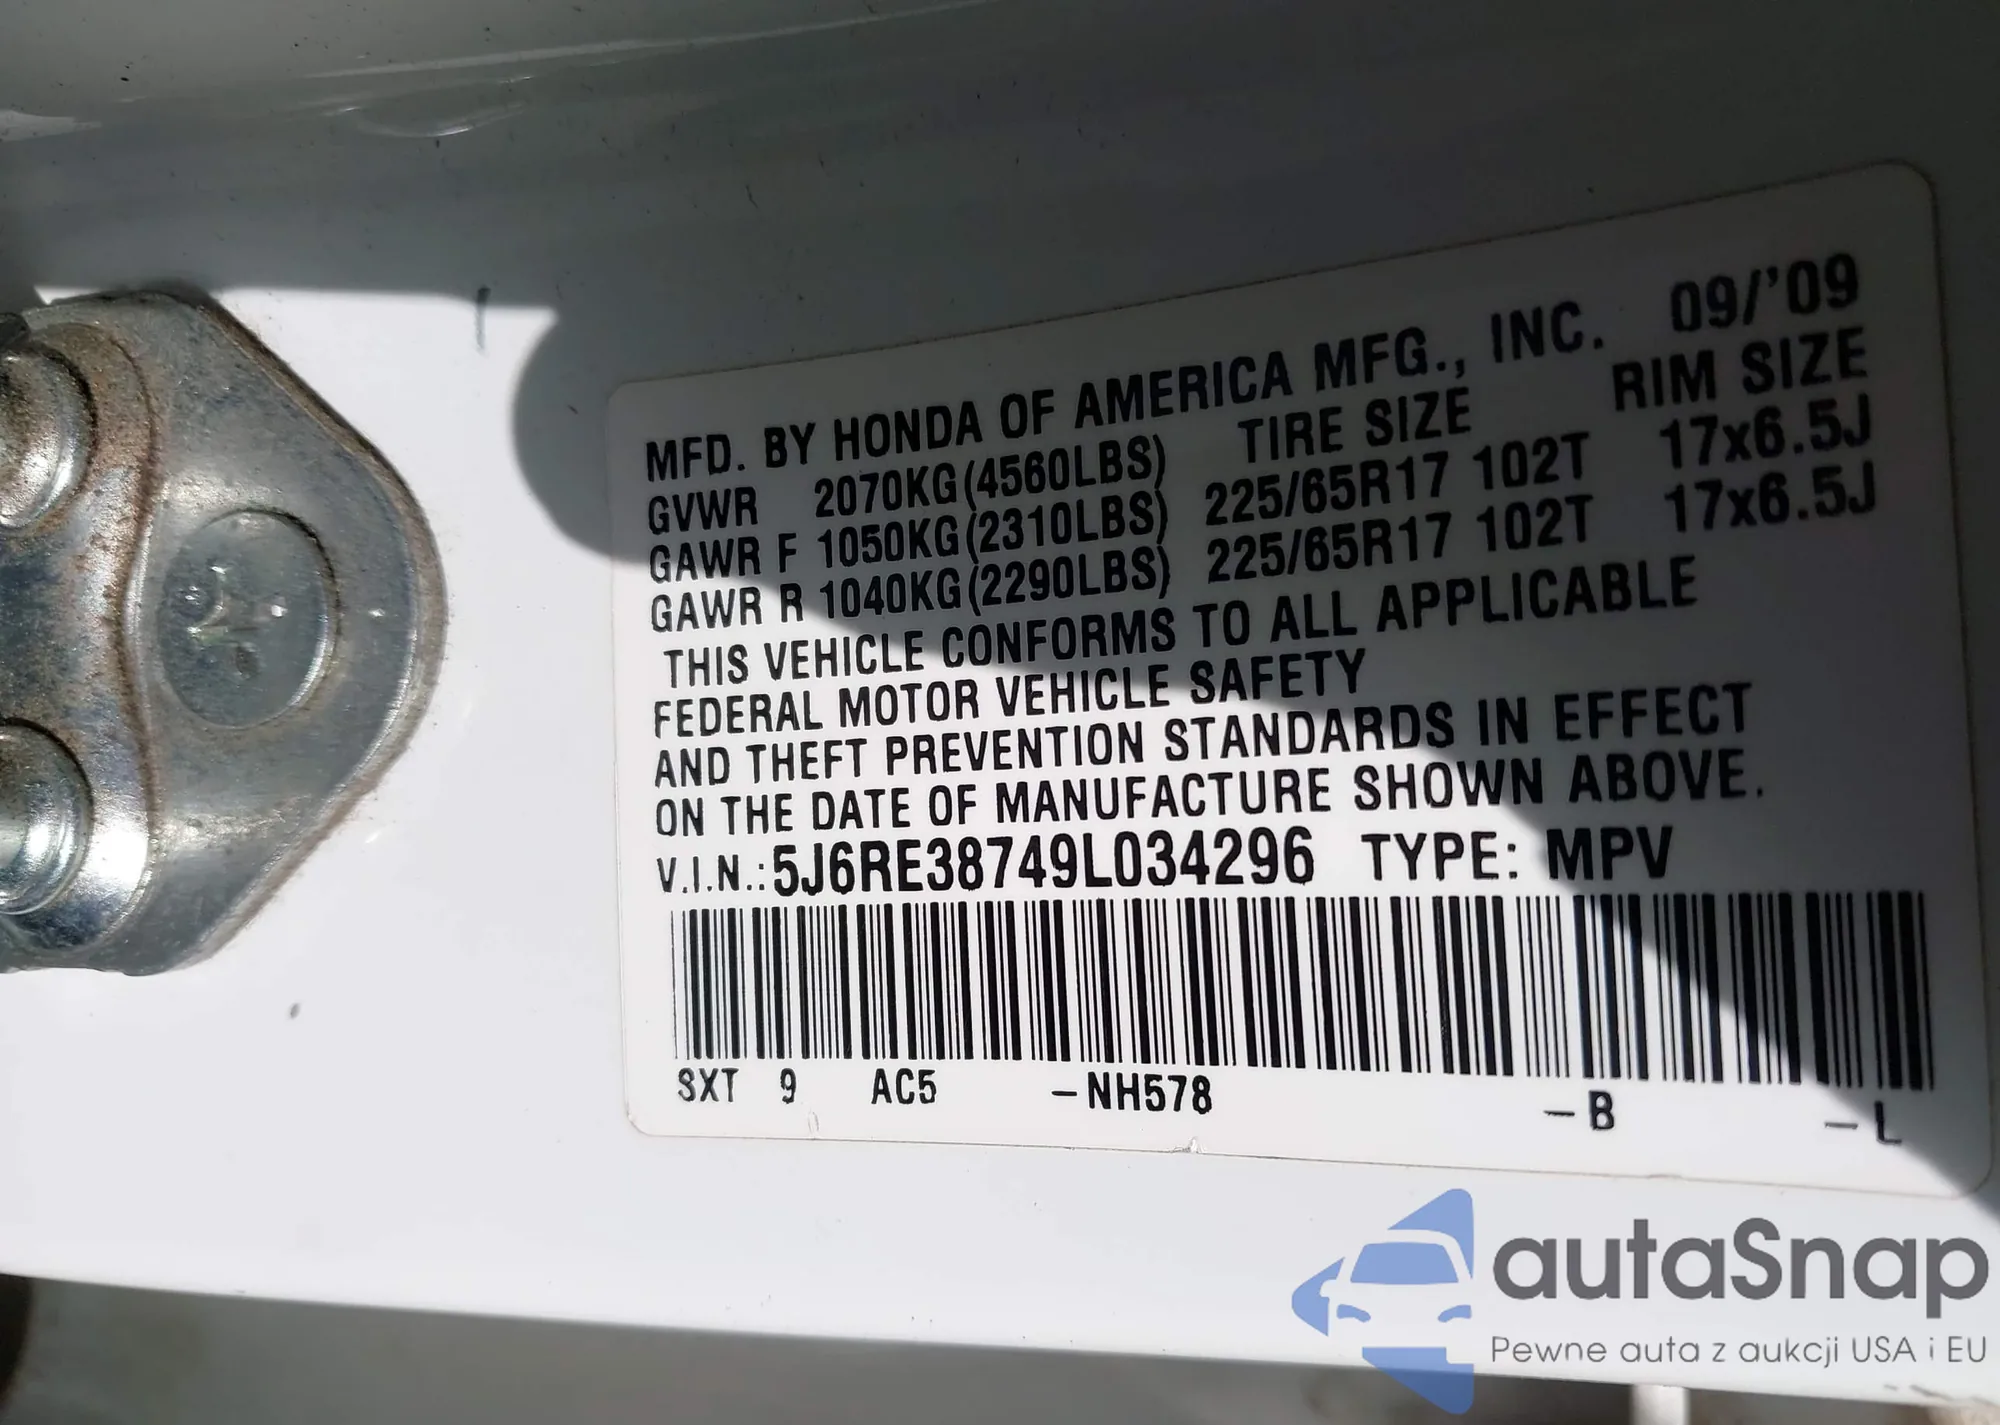 MFD. BY HONDA OF AMERICA MFG., INC. 09/'09
GVWR 2070KG(4560LBS) TIRE SIZE RIM SIZE
GAWR F 1050KG(2310LBS) 225/65R17 102T 17x6.5J
GAWR R 1040KG(2290LBS) 225/65R17 102T 17x6.5J
THIS VEHICLE CONFORMS TO ALL APPLICABLE
FEDERAL MOTOR VEHICLE SAFETY
AND THEFT PREVENTION STANDARDS IN EFFECT
ON THE DATE OF MANUFACTURE SHOWN ABOVE.
V.I.N.:5J6RE38749L034296 TYPE: MPV
SXT 9 AC5 -NH578 -B -L
autaSnap
Pewne auta z aukcji USA i EU